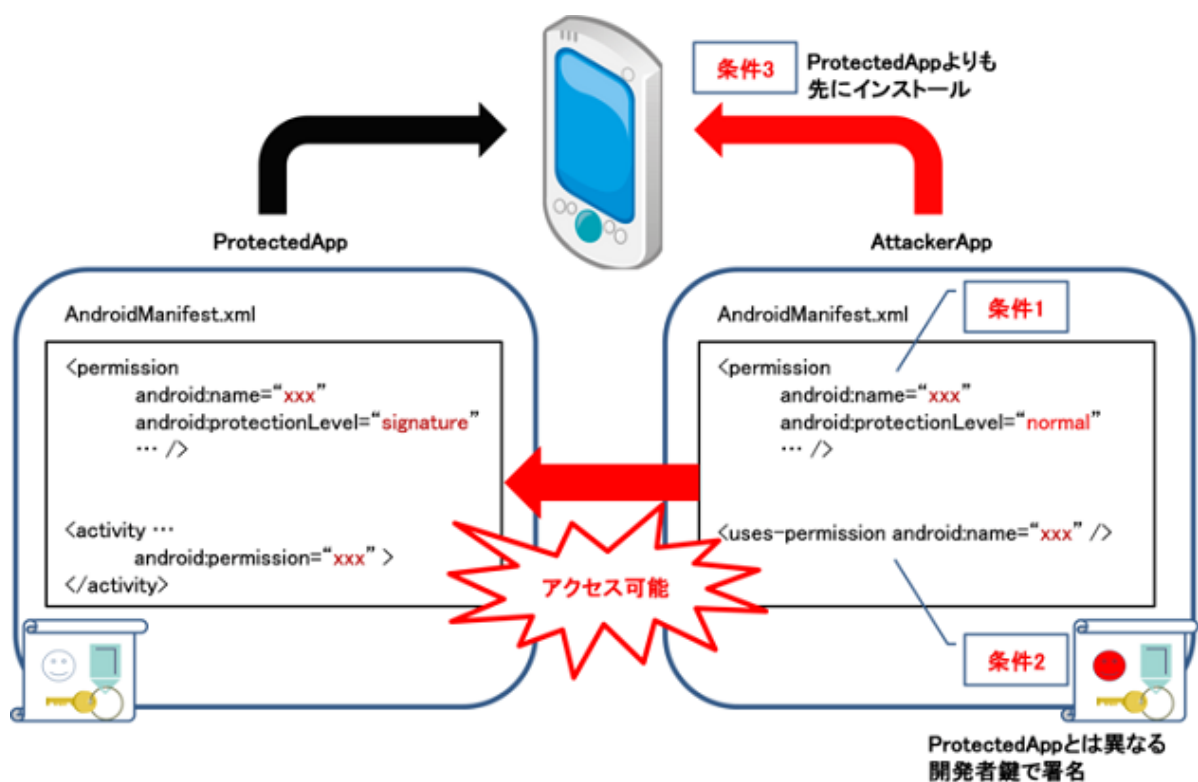 条件3
ProtectedAppよりも
先にインストール
ProtectedApp
AttackerApp
AndroidManifest.xml
<permission
android:name=“xxx”
android:protectionLevel=“signature”
… />
<activity …
android:permission=“xxx” >
</activity>
アクセス可能
AndroidManifest.xml
条件1
<permission
android:name=“xxx”
android:protectionLevel=“normal”
… />
<uses-permission android:name=“xxx” />
条件2
ProtectedAppとは異なる
開発者鍵で署名